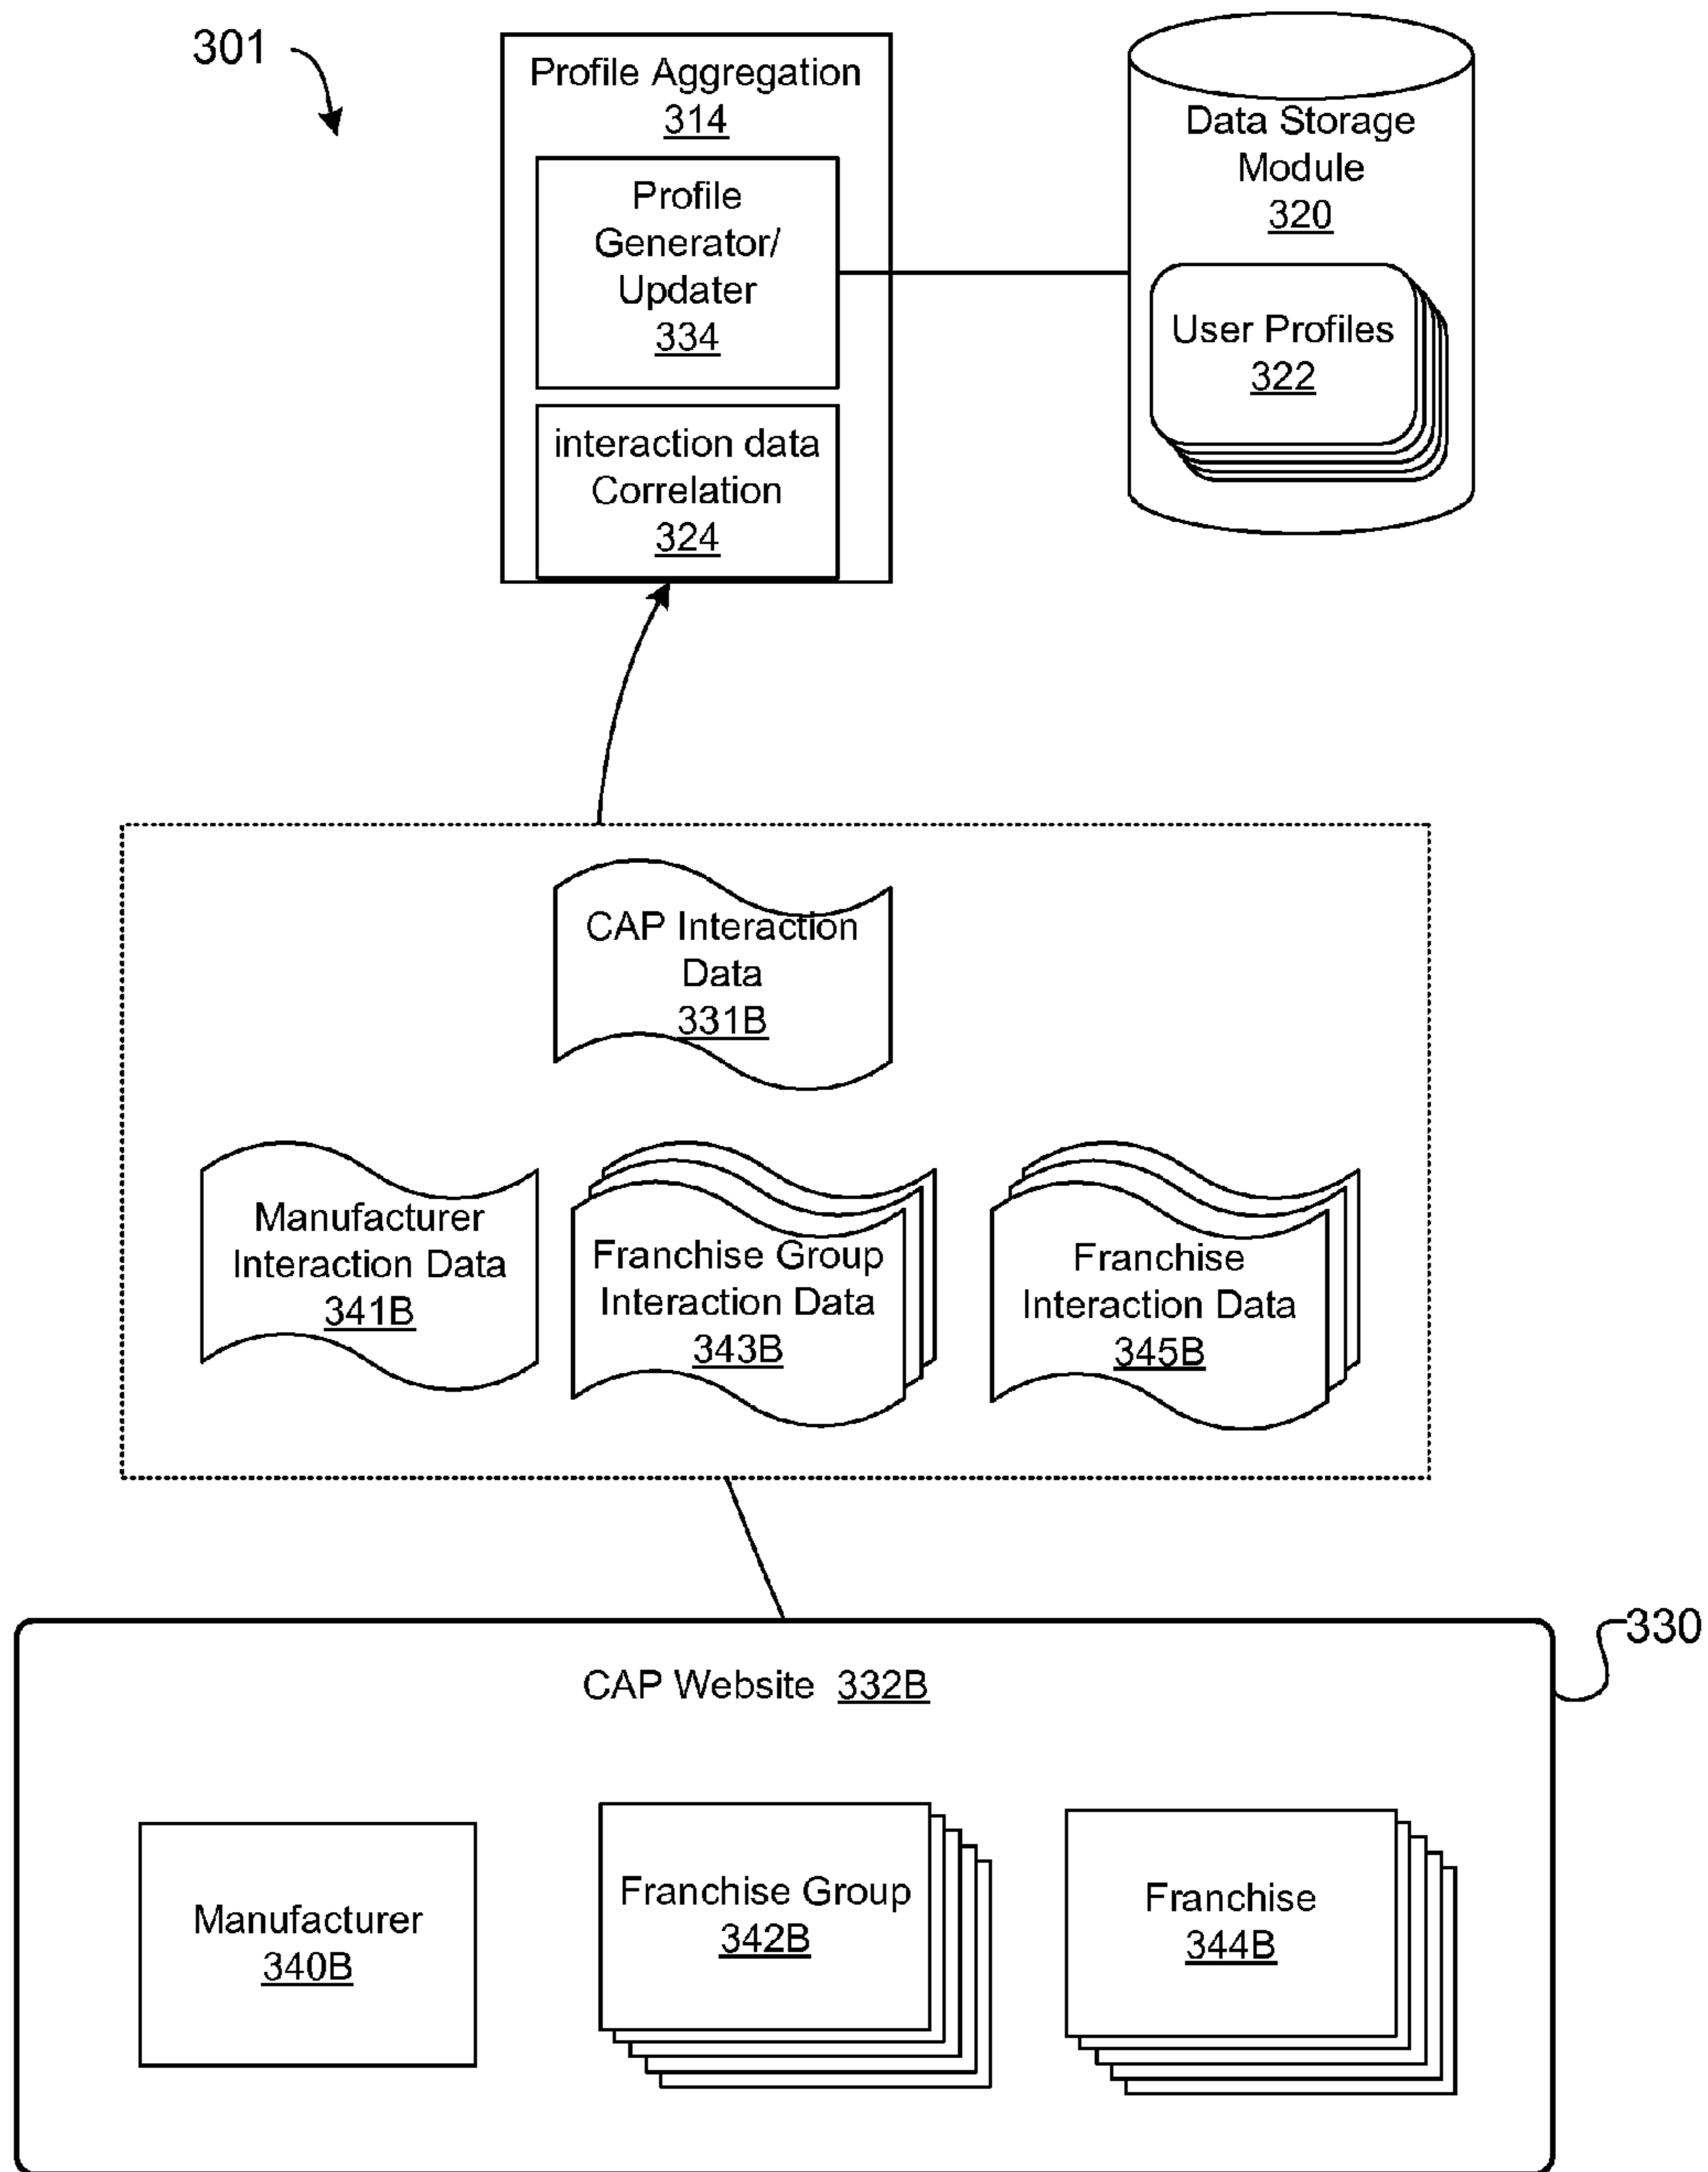 301
Profile Aggregation
314
Profile
Generator/
Updater
334
interaction data
Correlation
324
Data Storage
Module
320
User Profiles
322
CAP Interaction
Data
331B
Manufacturer
Interaction Data
341B
Franchise Group
Interaction Data
343B
Franchise
Interaction Data
345B
330
CAP Website 332B
Manufacturer
340B
Franchise Group
342B
Franchise
344B